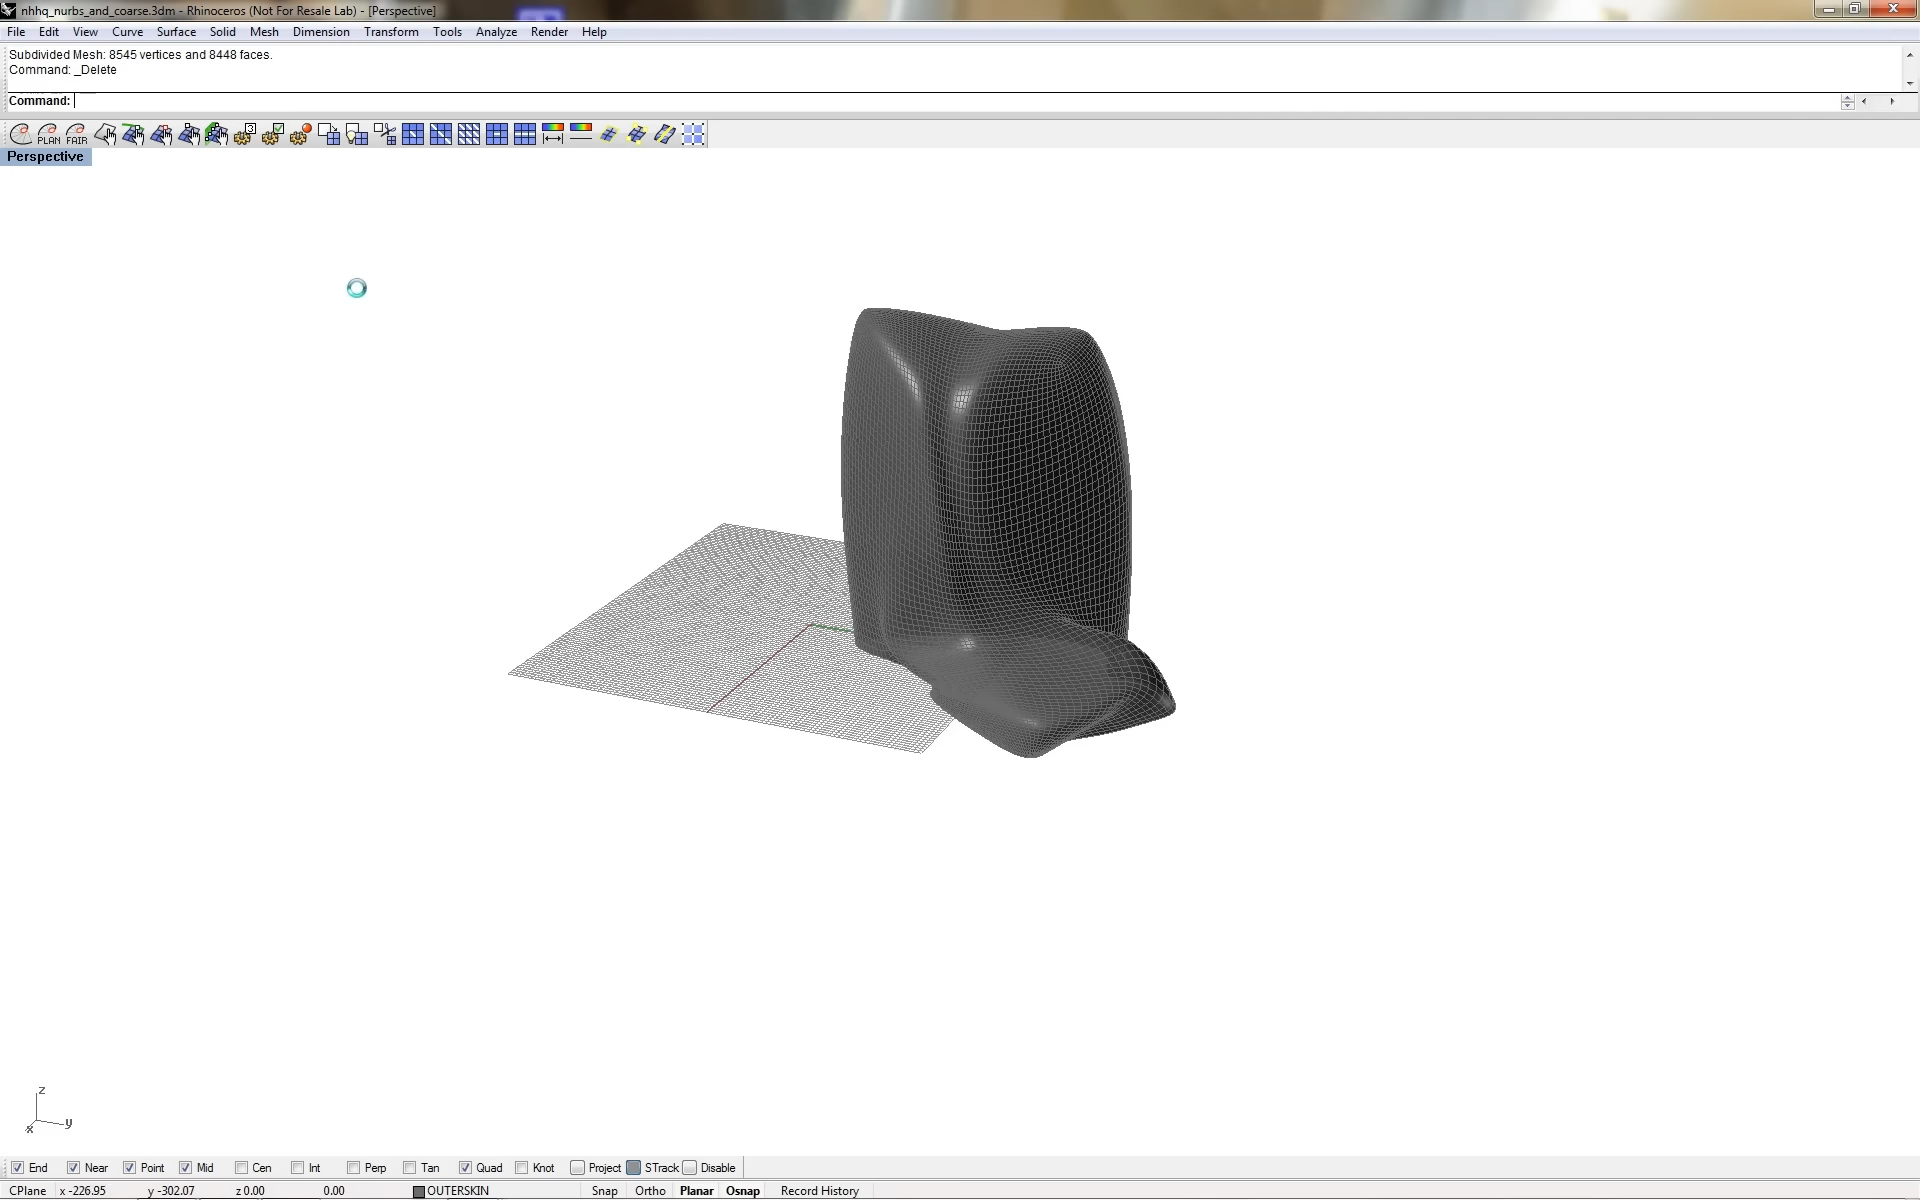 nhhq_nurbs_and_coarse.3dm - Rhinoceros (Not For Resale Lab) - [Perspective]
File Edit View Curve Surface Solid Mesh Dimension Transform Tools Analyze Render Help
Subdivided Mesh: 8545 vertices and 8448 faces.
Command: _Delete
Command:
PLAN FAIR 3
Perspective
z
y
x
End Near Point Mid Cen Int Perp Tan Quad Knot Project STrack Disable
CPlane x -226.95 y -302.07 z 0.00 0.00 OUTERSKIN Snap Ortho Planar Osnap Record History